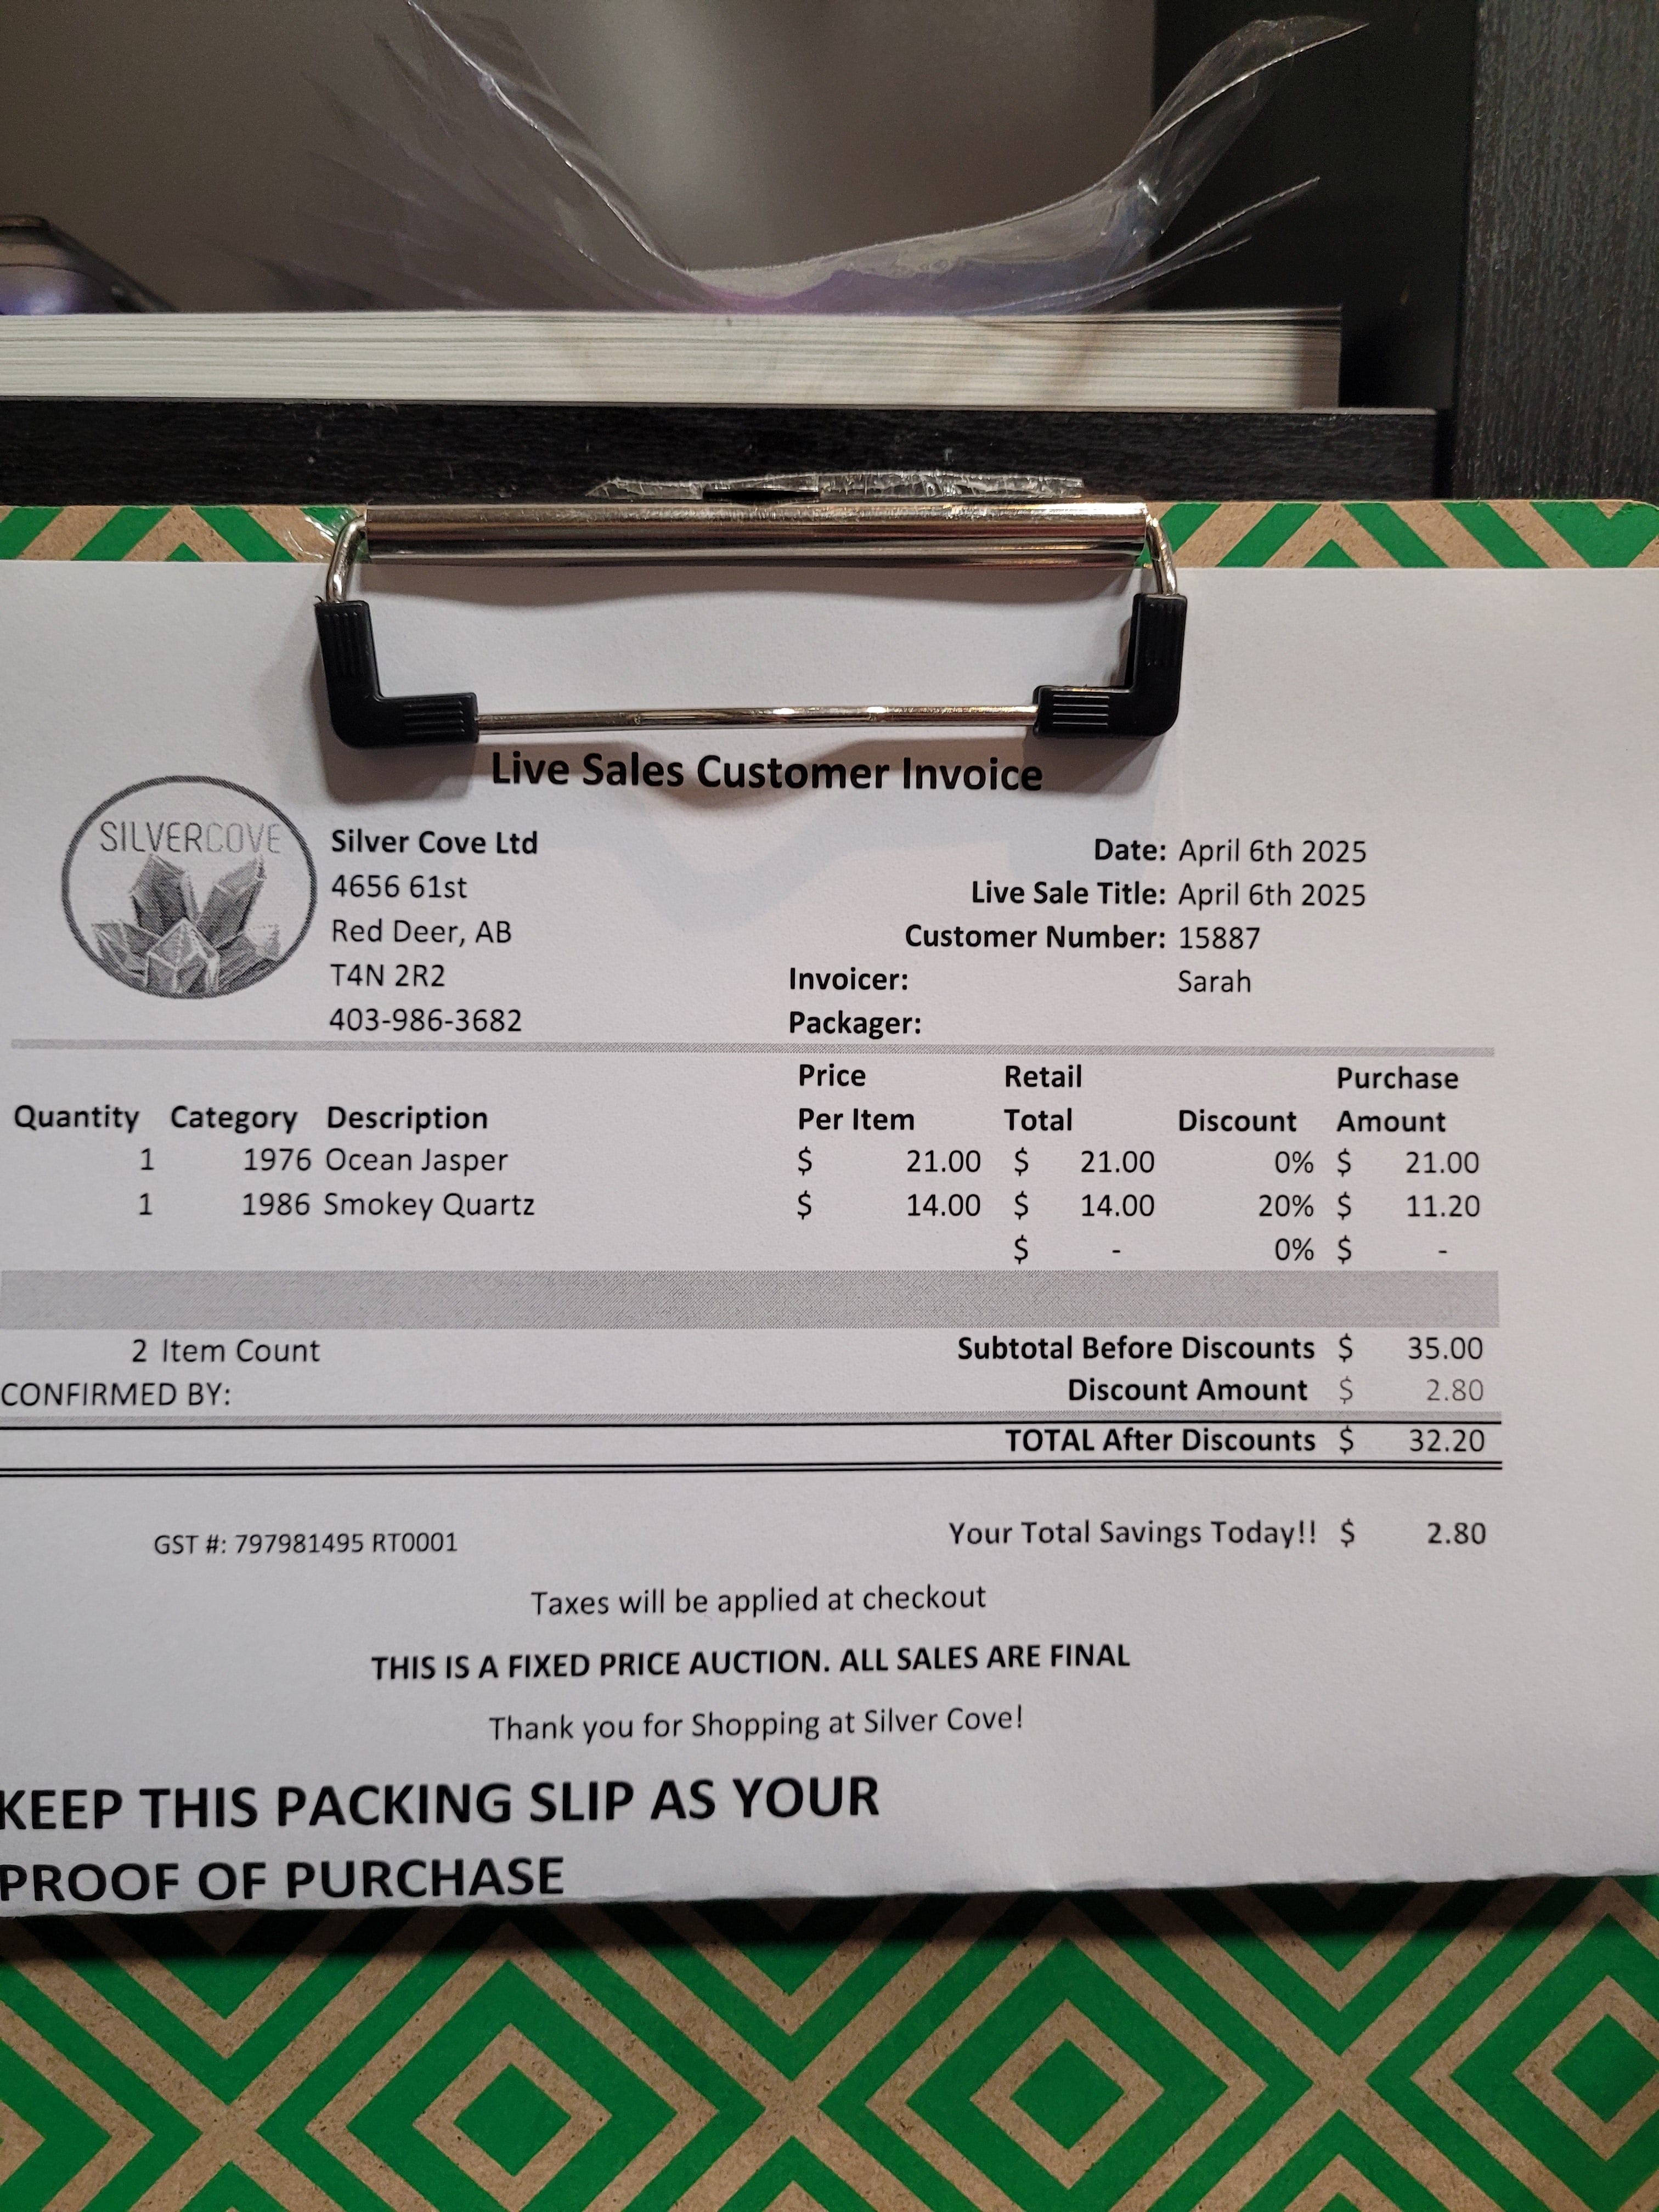 Live Sales Customer Invoice
SILVERCOVE
Silver Cove Ltd
4656 61st
Red Deer, AB
T4N 2R2
403-986-3682
Date: April 6th 2025
Live Sale Title: April 6th 2025
Customer Number: 15887
Invoicer: Sarah
Packager:
Quantity Category Description Price Per Item Retail Total Discount Purchase Amount
1 1976 Ocean Jasper $ 21.00 $ 21.00 0% $ 21.00
1 1986 Smokey Quartz $ 14.00 $ 14.00 20% $ 11.20
$ - 0% $ -
2 Item Count Subtotal Before Discounts $ 35.00
CONFIRMED BY: Discount Amount $ 2.80
TOTAL After Discounts $ 32.20
GST #: 797981495 RT0001 Your Total Savings Today!! $ 2.80
Taxes will be applied at checkout
THIS IS A FIXED PRICE AUCTION. ALL SALES ARE FINAL
Thank you for Shopping at Silver Cove!
KEEP THIS PACKING SLIP AS YOUR
PROOF OF PURCHASE